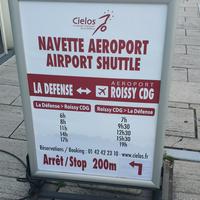 Cielos
NAVETTE AEROPORT
AIRPORT SHUTTLE
LA DEFENSE ↔ AEROPORT ROISSY CDG
La Défense > Roissy CDG
Roissy CDG > La Défense
6h 7h
8h 9h30
11h 12h30
14h 15h30
17h 19h
Réservations / Booking : 01 42 42 23 10 www.cielos.fr
Arrêt/Stop 200m